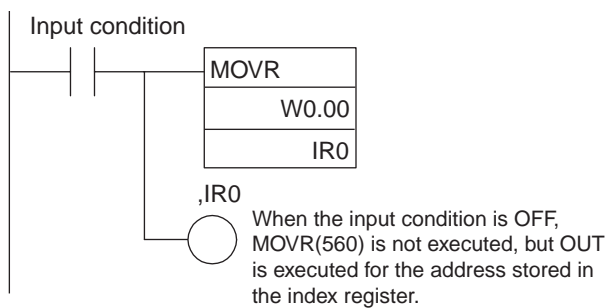 Input condition
MOVR
W0.00
IR0
,IR0
When the input condition is OFF,
MOVR(560) is not executed, but OUT
is executed for the address stored in
the index register.